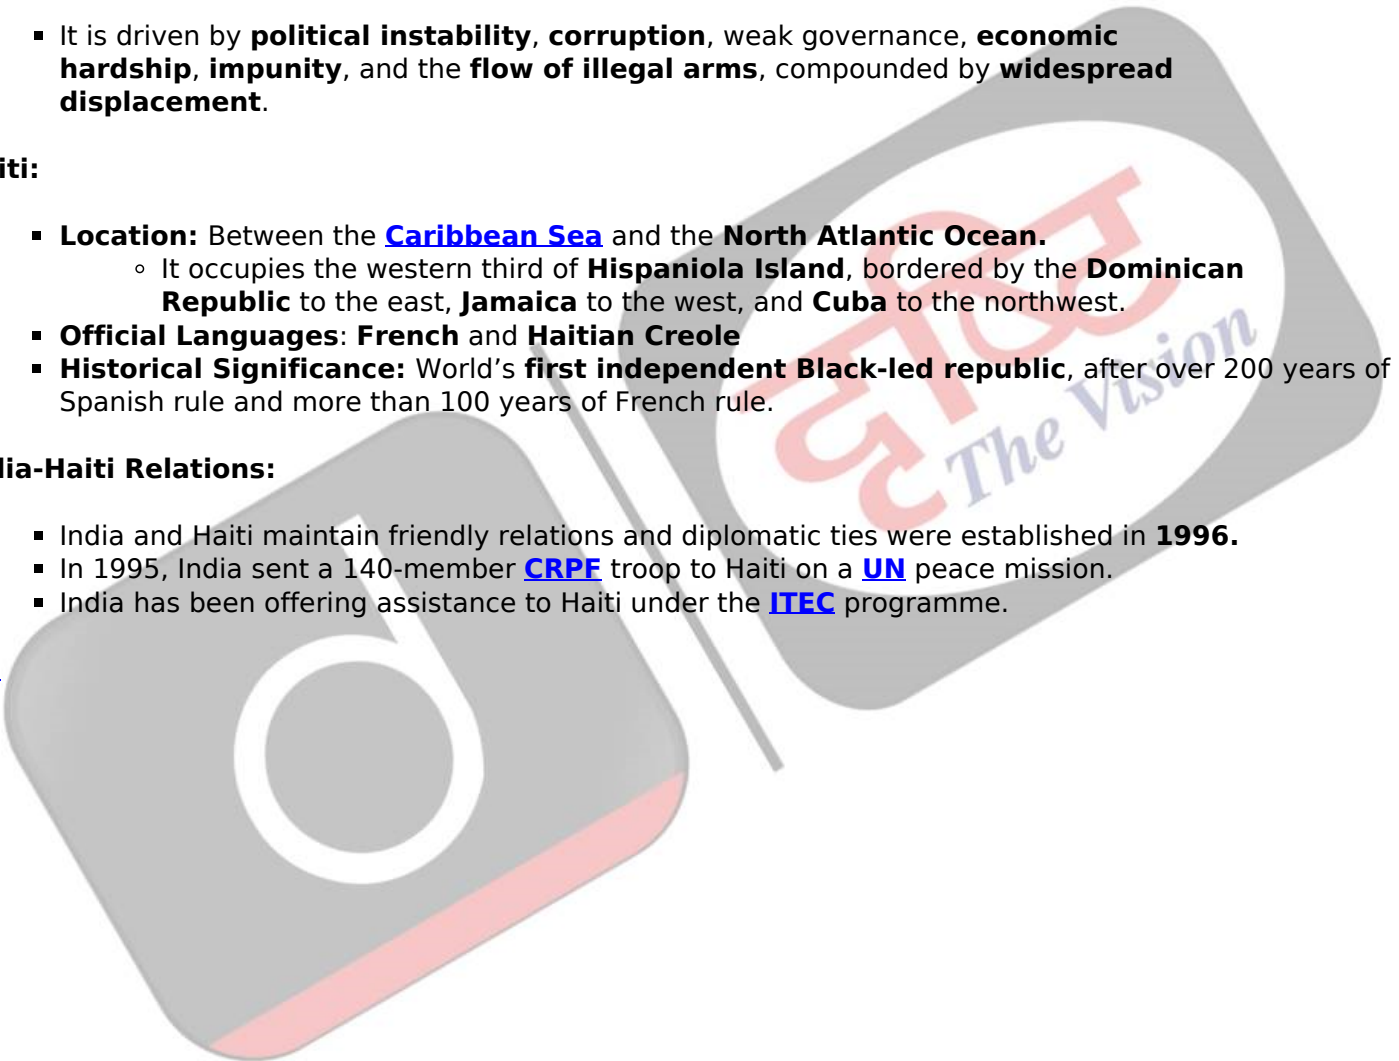 It is driven by political instability, corruption, weak governance, economic
hardship, impunity, and the flow of illegal arms, compounded by widespread
displacement.
iti:
Location: Between the Caribbean Sea and the North Atlantic Ocean.
It occupies the western third of Hispaniola Island, bordered by the Dominican
Republic to the east, Jamaica to the west, and Cuba to the northwest.
Official Languages: French and Haitian Creole
Historical Significance: World's first independent Black-led republic, after over 200 years of
Spanish rule and more than 100 years of French rule.
dia-Haiti Relations:
India and Haiti maintain friendly relations and diplomatic ties were established in 1996.
In 1995, India sent a 140-member CRPF troop to Haiti on a UN peace mission.
India has been offering assistance to Haiti under the ITEC programme.
दृष्टि
The Vision
d